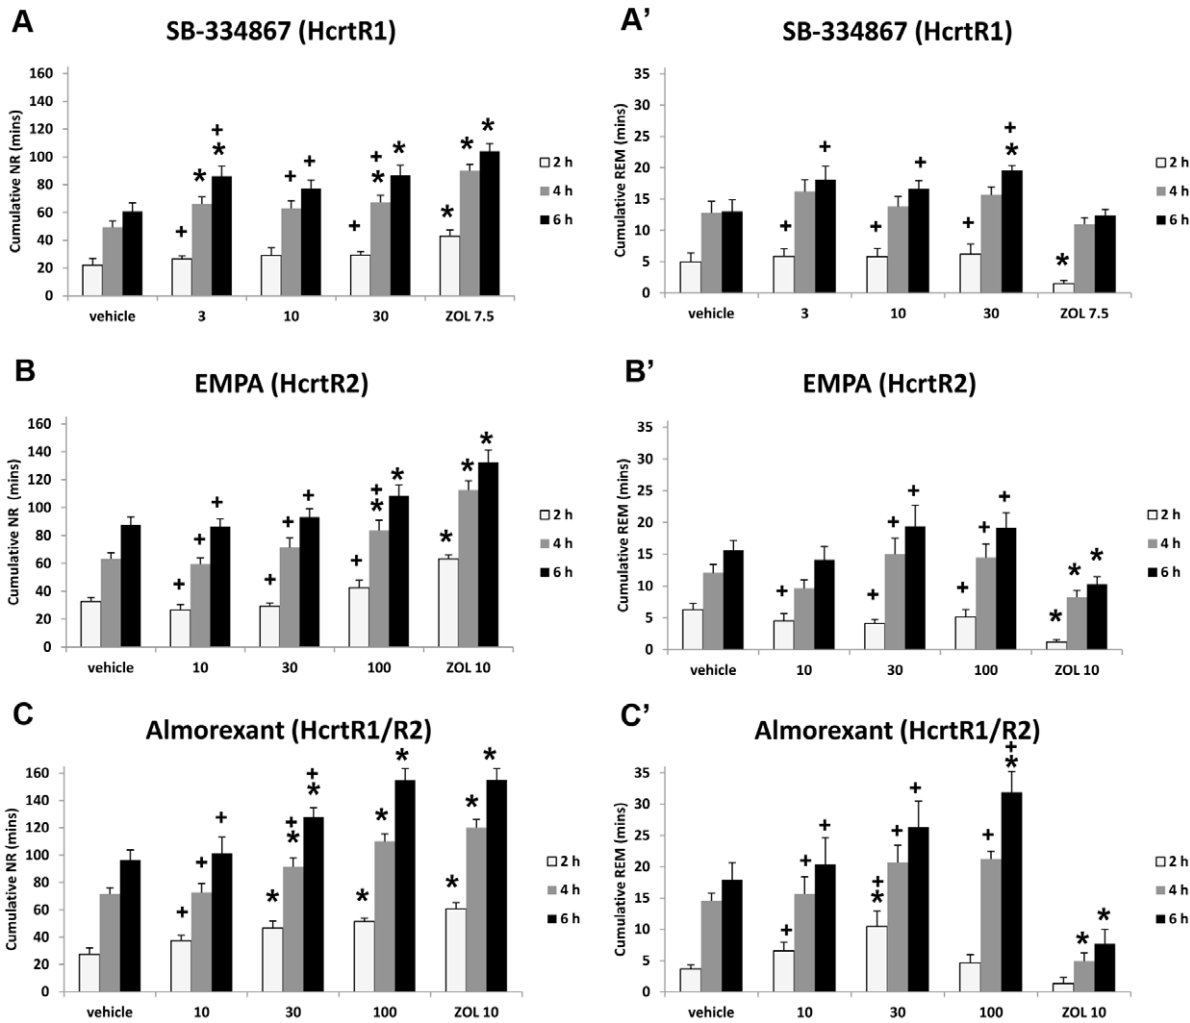 A
SB-334867 (HcrtR1)
Cumulative NR (mins)
160
140
120
100
80
60
40
20
0
+
*
+
*
+
+
+
+
*
+
*
*
*
*
2 h
4 h
6 h
vehicle 3 10 30 ZOL 7.5
A'
SB-334867 (HcrtR1)
Cumulative REM (mins)
35
30
25
20
15
10
5
0
+
+
+
+
+
+
*
*
2 h
4 h
6 h
vehicle 3 10 30 ZOL 7.5
B
EMPA (HcrtR2)
Cumulative NR (mins)
160
140
120
100
80
60
40
20
0
+
+
+
+
+
+
+
+
*
*
*
*
*
2 h
4 h
6 h
vehicle 10 30 100 ZOL 10
B'
EMPA (HcrtR2)
Cumulative REM (mins)
35
30
25
20
15
10
5
0
+
+
+
+
+
+
+
*
*
*
2 h
4 h
6 h
vehicle 10 30 100 ZOL 10
C
Almorexant (HcrtR1/R2)
Cumulative NR (mins)
160
140
120
100
80
60
40
20
0
+
+
+
*
+
*
+
*
*
*
*
*
*
*
2 h
4 h
6 h
vehicle 10 30 100 ZOL 10
C'
Almorexant (HcrtR1/R2)
Cumulative REM (mins)
35
30
25
20
15
10
5
0
+
+
+
+
*
+
+
+
+
*
*
*
2 h
4 h
6 h
vehicle 10 30 100 ZOL 10